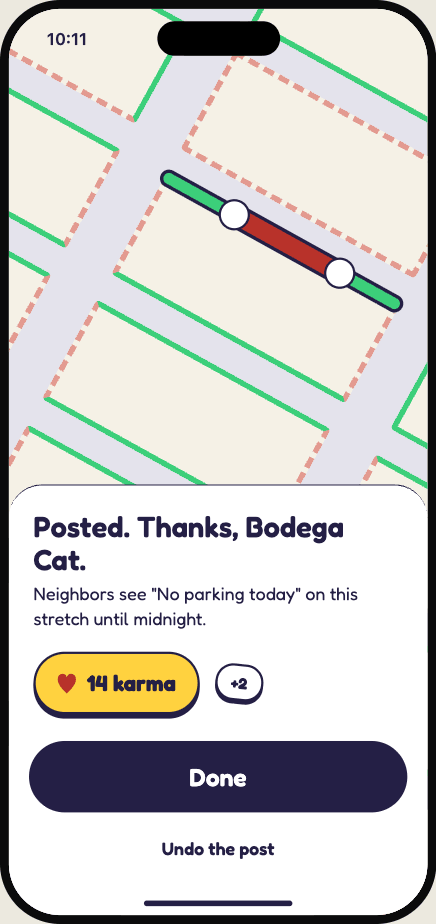 10:11
Posted. Thanks, Bodega
Cat.
Neighbors see "No parking today" on this
stretch until midnight.
14 karma
+2
Done
Undo the post